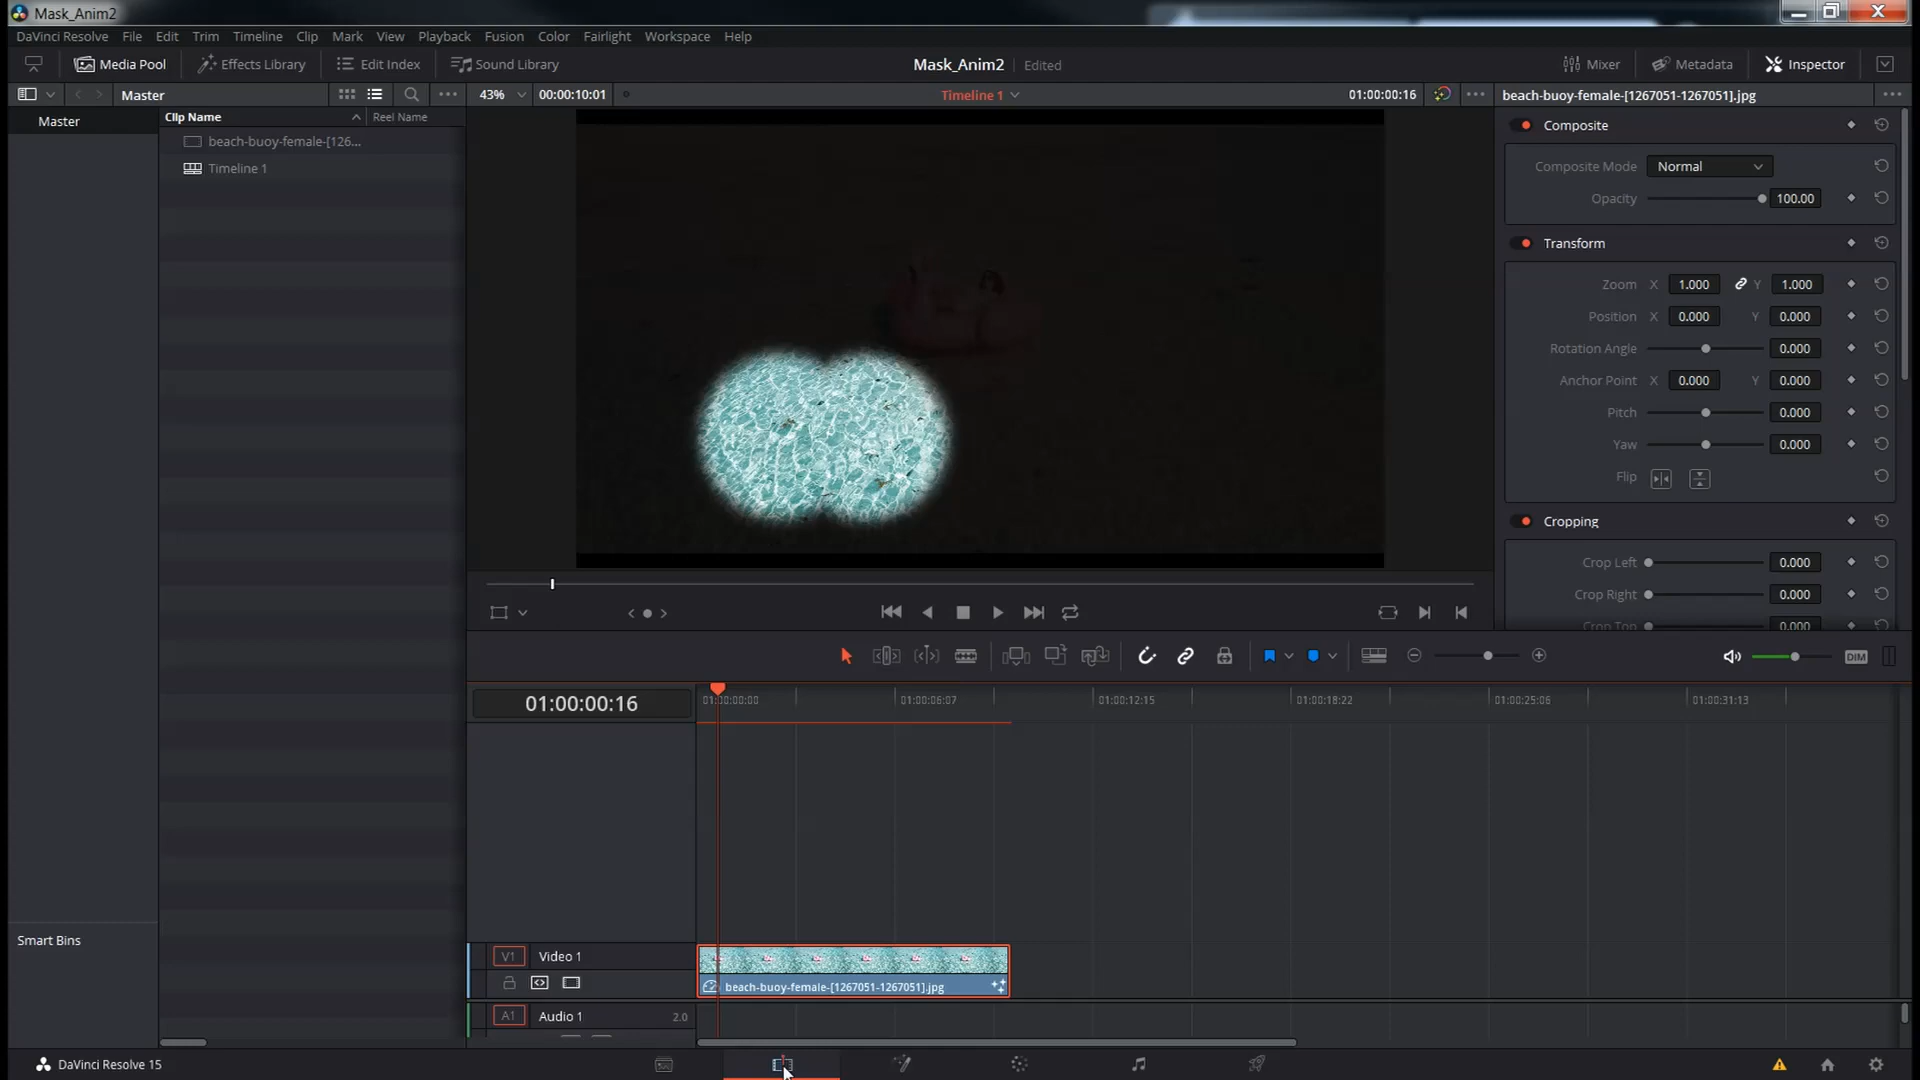 Mask_Anim2
DaVinci Resolve File Edit Trim Timeline Clip Mark View Playback Fusion Color Fairlight Workspace Help
Media Pool Effects Library Edit Index Sound Library Mask_Anim2 Edited Mixer Metadata Inspector
Master 43% 00:00:10:01 Timeline 1 01:00:00:16 beach-buoy-female-[1267051-1267051].jpg
Master Clip Name Reel Name
beach-buoy-female-[126...
Timeline 1
Composite
Composite Mode Normal
Opacity 100.00
Transform
Zoom X 1.000 Y 1.000
Position X 0.000 Y 0.000
Rotation Angle 0.000
Anchor Point X 0.000 Y 0.000
Pitch 0.000
Yaw 0.000
Flip
Cropping
Crop Left 0.000
Crop Right 0.000
Crop Top 0.000
DIM
01:00:00:16 01:00:00:00 01:00:06:07 01:00:12:15 01:00:18:22 01:00:25:06 01:00:31:13
Smart Bins
V1 Video 1
beach-buoy-female-[1267051-1267051].jpg
A1 Audio 1 2.0
DaVinci Resolve 15